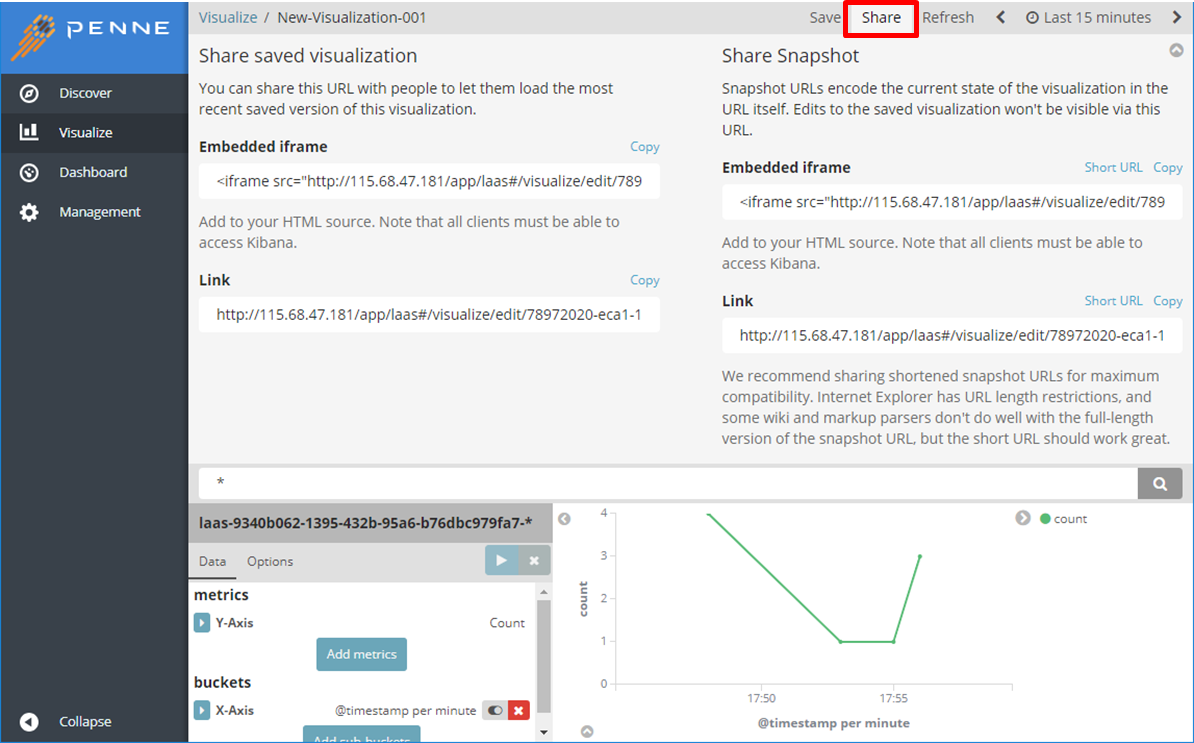 PENNE
Discover
Visualize
Dashboard
Management
Collapse
Visualize / New-Visualization-001
Save Share Refresh Last 15 minutes
Share saved visualization
You can share this URL with people to let them load the most
recent saved version of this visualization.
Embedded iframe Copy
<iframe src="http://115.68.47.181/app/laas#/visualize/edit/789
Add to your HTML source. Note that all clients must be able to
access Kibana.
Link Copy
http://115.68.47.181/app/laas#/visualize/edit/78972020-eca1-1
Share Snapshot
Snapshot URLs encode the current state of the visualization in the
URL itself. Edits to the saved visualization won't be visible via this
URL.
Embedded iframe Short URL Copy
<iframe src="http://115.68.47.181/app/laas#/visualize/edit/789
Add to your HTML source. Note that all clients must be able to
access Kibana.
Link Short URL Copy
http://115.68.47.181/app/laas#/visualize/edit/78972020-eca1-1
We recommend sharing shortened snapshot URLs for maximum
compatibility. Internet Explorer has URL length restrictions, and
some wiki and markup parsers don't do well with the full-length
version of the snapshot URL, but the short URL should work great.
*
laas-9340b062-1395-432b-95a6-b76dbc979fa7-*
Data Options
metrics
Y-Axis Count
Add metrics
buckets
X-Axis @timestamp per minute
Add sub-buckets
4
3
2
1
0
count
17:50 17:55
@timestamp per minute
count